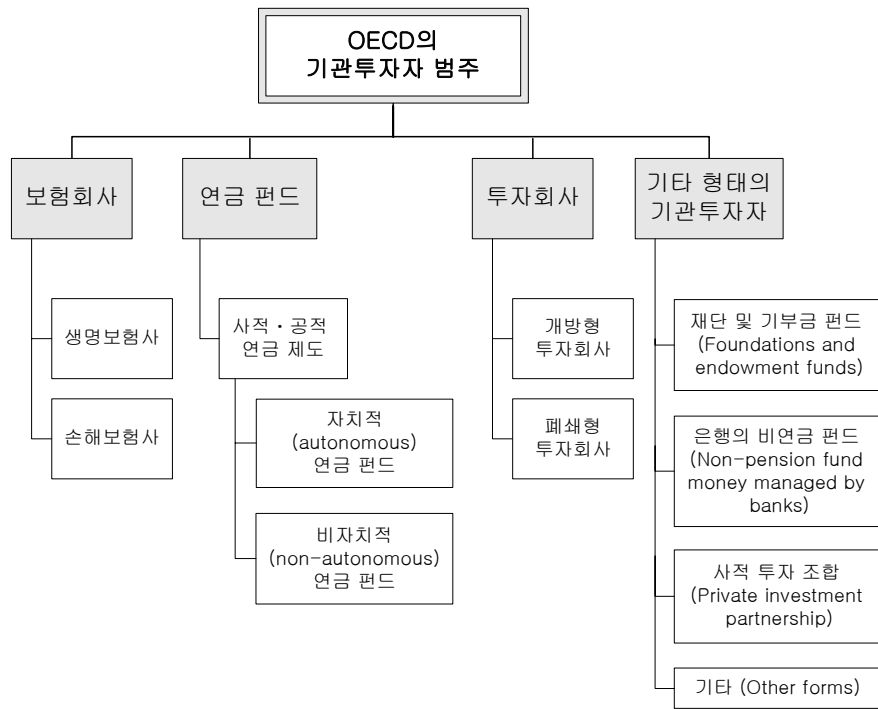 OECD의
기관투자자 범주
보험회사
생명보험사
손해보험사
연금 펀드
사적・공적
연금 제도
자치적
(autonomous)
연금 펀드
비자치적
(non-autonomous)
연금 펀드
투자회사
개방형
투자회사
폐쇄형
투자회사
기타 형태의
기관투자자
재단 및 기부금 펀드
(Foundations and
endowment funds)
은행의 비연금 펀드
(Non-pension fund
money managed by
banks)
사적 투자 조합
(Private investment
partnership)
기타 (Other forms)